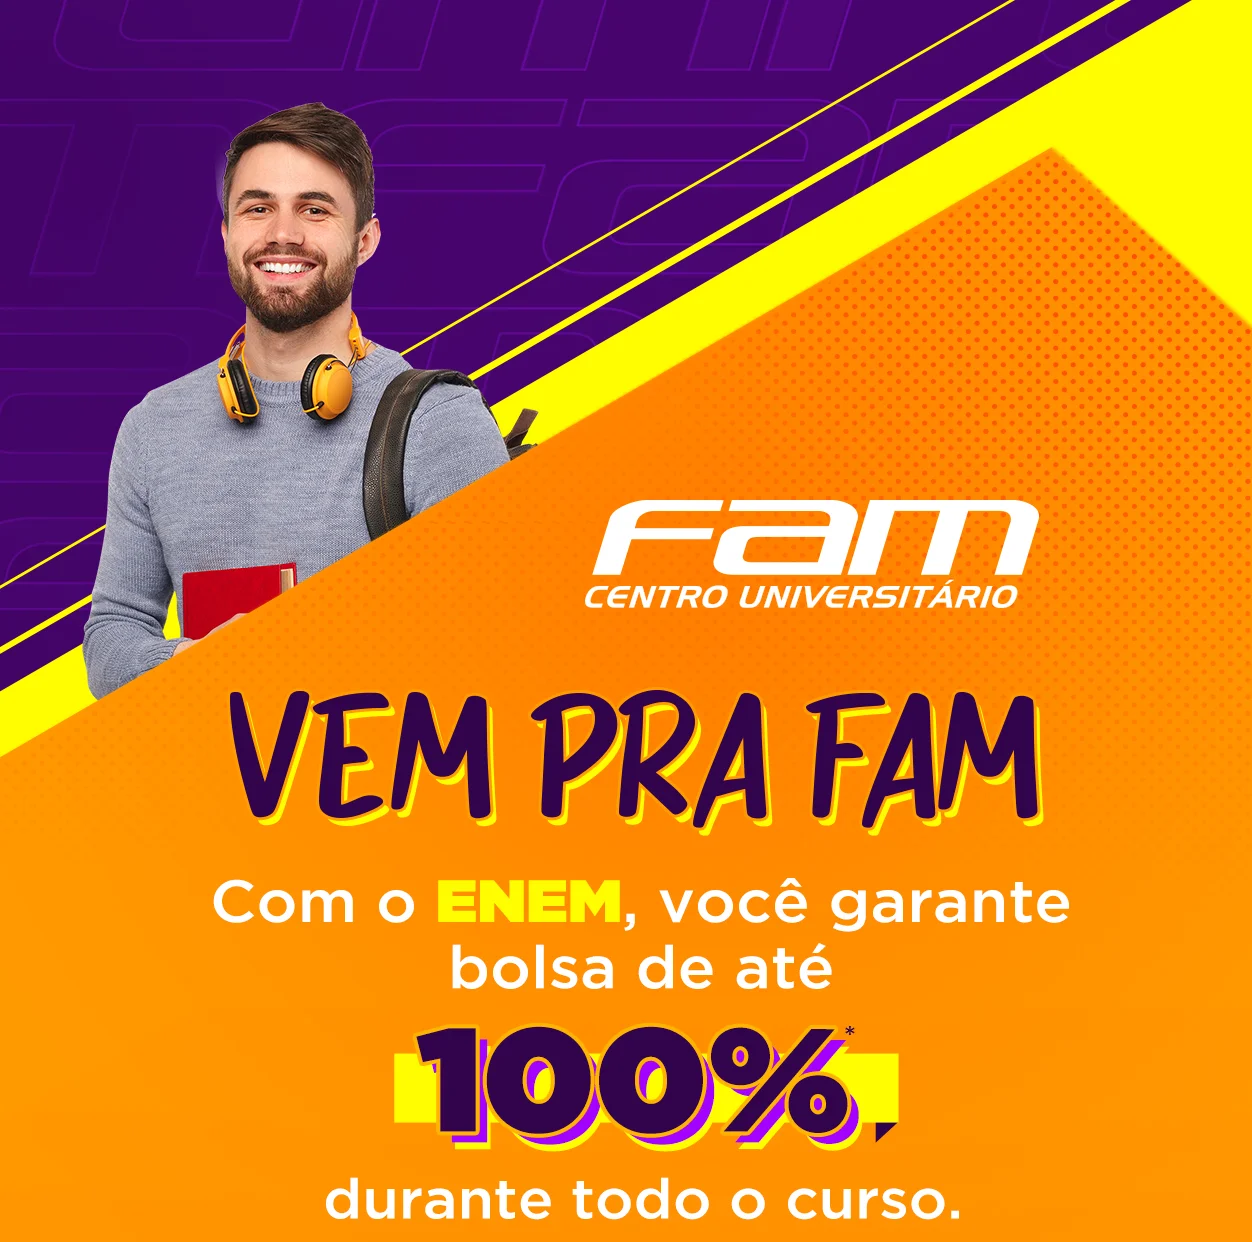 Fam
CENTRO UNIVERSITÁRIO
VEM PRA FAM
Com o ENEM, você garante
bolsa de até
100%*
durante todo o curso.